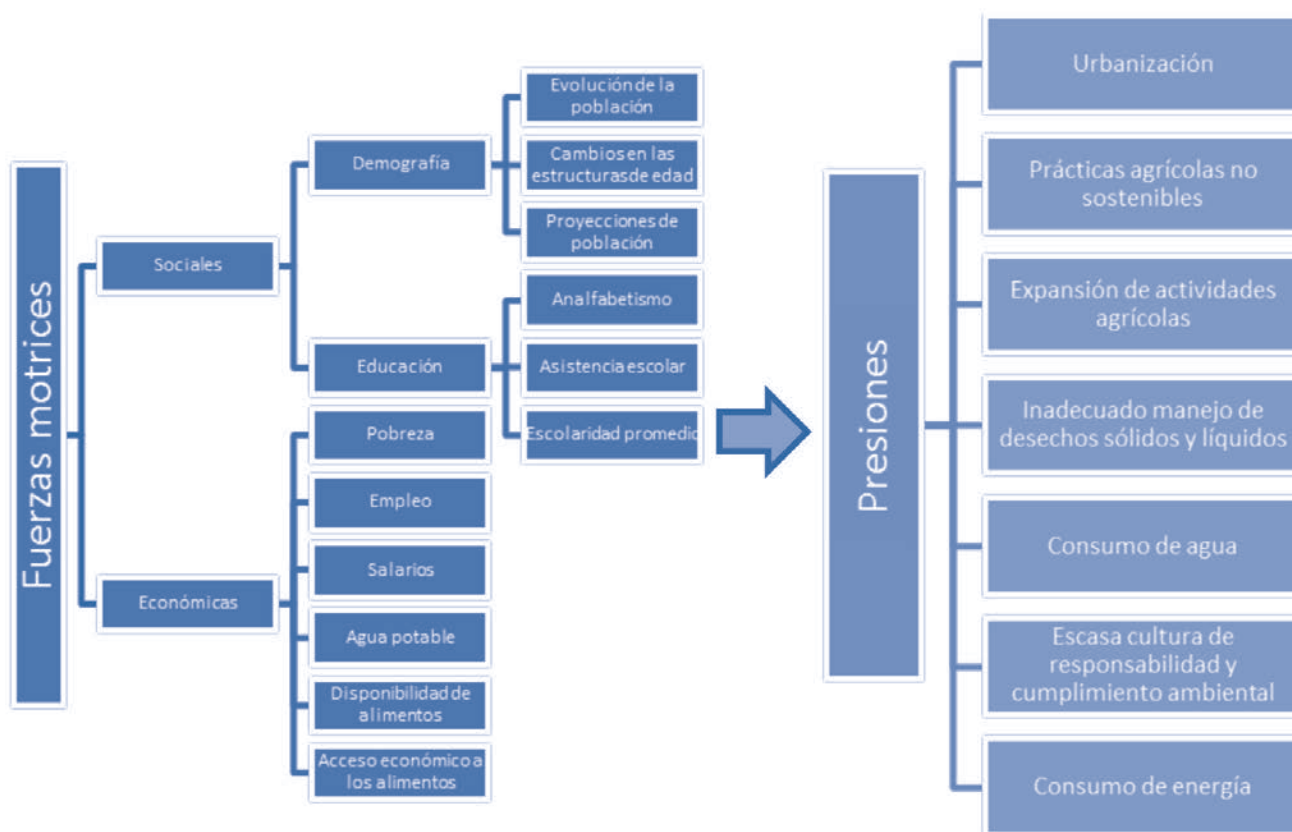 Fuerzas motrices
Sociales
Demografía
Evolución de la
población
Cambios en las
estructuras de edad
Proyecciones de
población
Educación
Analfabetismo
Asistencia escolar
Escolaridad promedio
Económicas
Pobreza
Empleo
Salarios
Agua potable
Disponibilidad de
alimentos
Acceso económico a
los alimentos
Presiones
Urbanización
Prácticas agrícolas no
sostenibles
Expansión de actividades
agrícolas
Inadecuado manejo de
desechos sólidos y líquidos
Consumo de agua
Escasa cultura de
responsabilidad y
cumplimiento ambiental
Consumo de energía